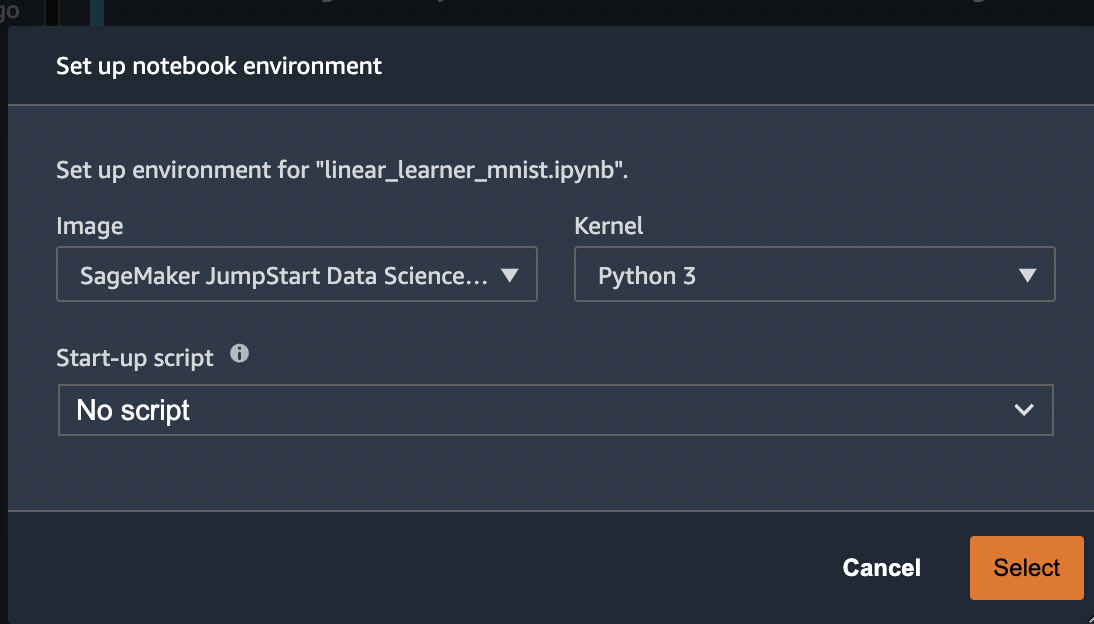 go
Set up notebook environment
Set up environment for "linear_learner_mnist.ipynb".
Image
Kernel
SageMaker JumpStart Data Science...
Python 3
Start-up script
No script
Cancel
Select